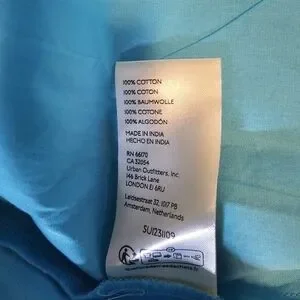 100% COTTON
100% COTON
100% BAUMWOLLE
100% COTONE
100% ALGODÓN
MADE IN INDIA
HECHO EN INDIA
RN 66170
CA 32054
Urban Outfitters, Inc.
146 Brick Lane
LONDON E1 6RU
Leidsestraat 32, 1017 PB
Amsterdam, Netherlands
SU1231109